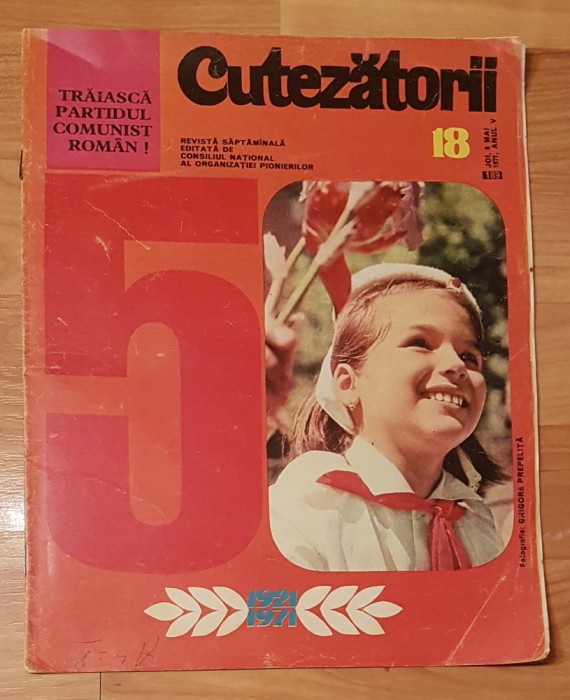 TRĂIASCĂ
PARTIDUL
COMUNIST
ROMÂN !
Cutezătorii
REVISTĂ SĂPTĂMÎNALĂ
EDITATĂ DE
CONSILIUL NAȚIONAL
AL ORGANIZAȚIEI PIONIERILOR
18
JOI, 6 MAI
1971, ANUL V
189
5
Fotografie: GRIGORE PREPELIȚĂ
1921
1971